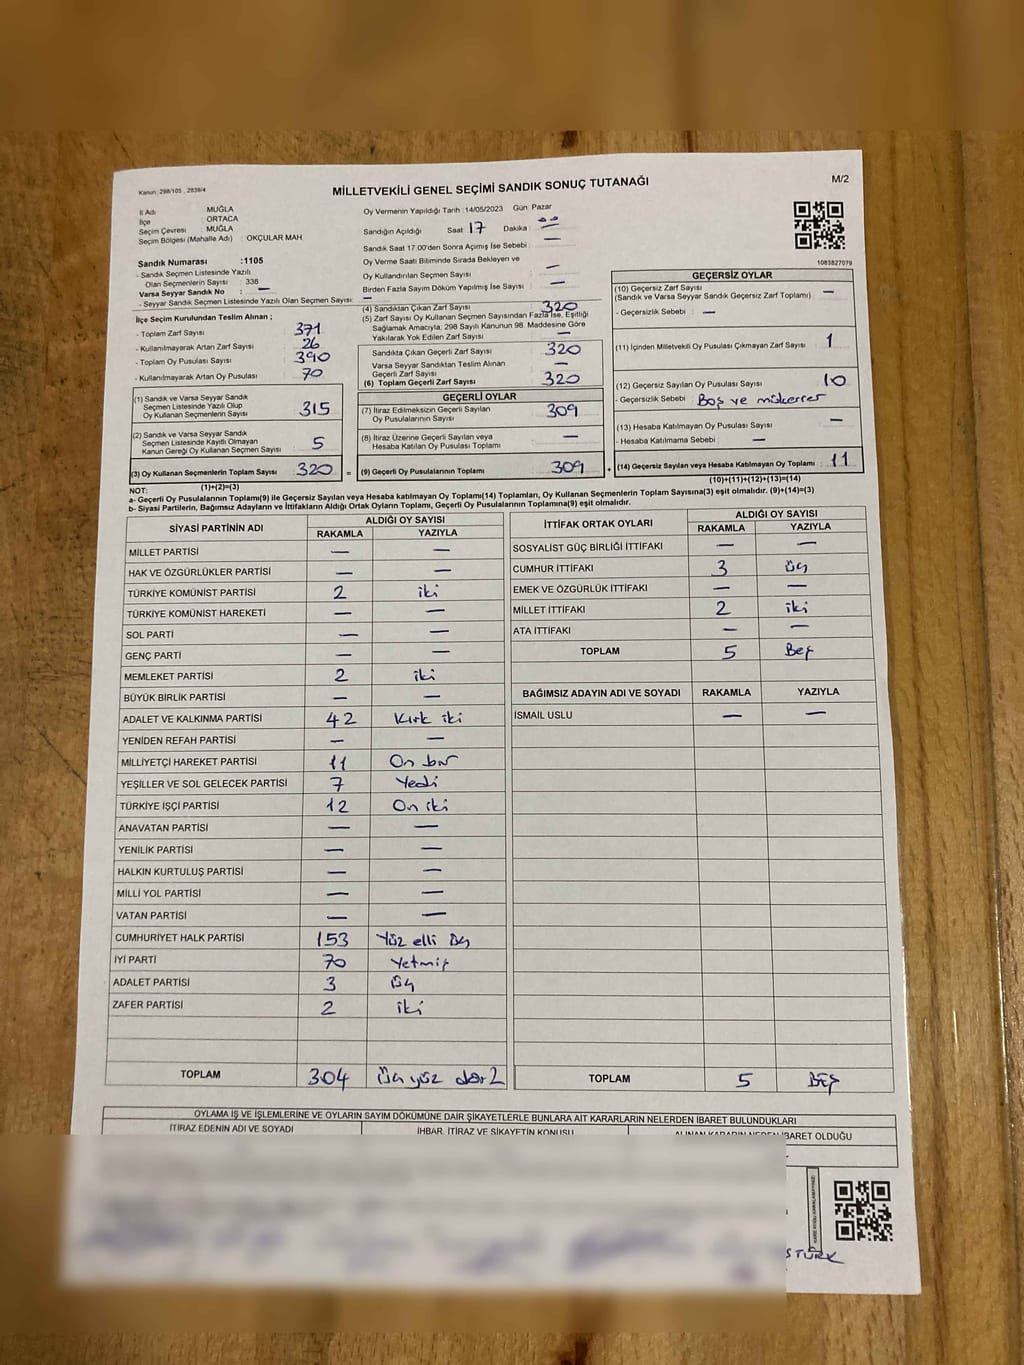 Kanun: 298/105 , 2839/4
MİLLETVEKİLİ GENEL SEÇİMİ SANDIK SONUÇ TUTANAĞI
M/2
İl Adı : MUĞLA
İlçe : ORTACA
Seçim Çevresi : MUĞLA
Seçim Bölgesi (Mahalle Adı) : OKÇULAR MAH
Sandık Numarası :1105
- Sandık Seçmen Listesinde Yazılı
Olan Seçmenlerin Sayısı : 338
Varsa Seyyar Sandık No : —
- Seyyar Sandık Seçmen Listesinde Yazılı Olan Seçmen Sayısı: —
Oy Vermenin Yapıldığı Tarih :14/05/2023 Gün: Pazar
Sandığın Açıldığı Saat 17 Dakika :
Sandık Saat 17.00'den Sonra Açımış İse Sebebi : —
Oy Verme Saati Bitiminde Sırada Bekleyen ve
Oy Kullandırılan Seçmen Sayısı : —
Birden Fazla Sayım Döküm Yapılmış İse Sayısı : —
1083827079
İlçe Seçim Kurulundan Teslim Alınan ;
- Toplam Zarf Sayısı : 371
- Kullanılmayarak Artan Zarf Sayısı : 26
- Toplam Oy Pusulası Sayısı : 390
- Kullanılmayarak Artan Oy Pusulası : 70
(1) Sandık ve Varsa Seyyar Sandık
Seçmen Listesinde Yazılı Olup
Oy Kullanan Seçmenlerin Sayısı : 315
(2) Sandık ve Varsa Seyyar Sandık
Seçmen Listesinde Kayıtlı Olmayan
Kanun Gereği Oy Kullanan Seçmen Sayısı : 5
(3) Oy Kullanan Seçmenlerin Toplam Sayısı : 320 =
(1)+(2)=(3)
(4) Sandıktan Çıkan Zarf Sayısı : 320
(5) Zarf Sayısı Oy Kullanan Seçmen Sayısından Fazla İse, Eşitliği
Sağlamak Amacıyla, 298 Sayılı Kanunun 98. Maddesine Göre
Yakılarak Yok Edilen Zarf Sayısı : —
Sandıkta Çıkan Geçerli Zarf Sayısı : 320
Varsa Seyyar Sandıktan Teslim Alınan
Geçerli Zarf Sayısı : —
(6) Toplam Geçerli Zarf Sayısı : 320
GEÇERLİ OYLAR
(7) İtiraz Edilmeksizin Geçerli Sayılan
Oy Pusulalarının Toplamı : 309
(8) İtiraz Üzerine Geçerli Sayılan veya
Hesaba Katılan Oy Pusulası Toplamı : —
(9) Geçerli Oy Pusulalarının Toplamı : 309 +
GEÇERSİZ OYLAR
(10) Geçersiz Zarf Sayısı
(Sandık ve Varsa Seyyar Sandık Geçersiz Zarf Toplamı) : —
- Geçersizlik Sebebi : —
(11) İçinden Milletvekili Oy Pusulası Çıkmayan Zarf Sayısı : 1
(12) Geçersiz Sayılan Oy Pusulası Sayısı : 10
- Geçersizlik Sebebi : Boş ve mükerrer
(13) Hesaba Katılmayan Oy Pusulası Sayısı : —
- Hesaba Katılmama Sebebi : —
(14) Geçersiz Sayılan veya Hesaba Katılmayan Oy Toplamı : 11
(10)+(11)+(12)+(13)=(14)
NOT:
a- Geçerli Oy Pusulalarının Toplamı(9) ile Geçersiz Sayılan veya Hesaba katılmayan Oy Toplamı(14) Toplamları, Oy Kullanan Seçmenlerin Toplam Sayısına(3) eşit olmalıdır. (9)+(14)=(3)
b- Siyasi Partilerin, Bağımsız Adayların ve İttifakların Aldığı Ortak Oyların Toplamı, Geçerli Oy Pusulalarının Toplamına(9) eşit olmalıdır.
SİYASİ PARTİNİN ADI ALDIĞI OY SAYISI
RAKAMLA YAZIYLA
MİLLET PARTİSİ — —
HAK VE ÖZGÜRLÜKLER PARTİSİ — —
TÜRKİYE KOMÜNİST PARTİSİ 2 iki
TÜRKİYE KOMÜNİST HAREKETİ — —
SOL PARTİ — —
GENÇ PARTİ — —
MEMLEKET PARTİSİ 2 iki
BÜYÜK BİRLİK PARTİSİ — —
ADALET VE KALKINMA PARTİSİ 42 Kırk iki
YENİDEN REFAH PARTİSİ — —
MİLLİYETÇİ HAREKET PARTİSİ 11 On bir
YEŞİLLER VE SOL GELECEK PARTİSİ 7 Yedi
TÜRKİYE İŞÇİ PARTİSİ 12 On iki
ANAVATAN PARTİSİ — —
YENİLİK PARTİSİ — —
HALKIN KURTULUŞ PARTİSİ — —
MİLLİ YOL PARTİSİ — —
VATAN PARTİSİ — —
CUMHURİYET HALK PARTİSİ 153 Yüz elli üç
İYİ PARTİ 70 Yetmiş
ADALET PARTİSİ 3 üç
ZAFER PARTİSİ 2 iki
TOPLAM 304 Üç yüz dört
İTTİFAK ORTAK OYLARI ALDIĞI OY SAYISI
RAKAMLA YAZIYLA
SOSYALİST GÜÇ BİRLİĞİ İTTİFAKI — —
CUMHUR İTTİFAKI 3 üç
EMEK VE ÖZGÜRLÜK İTTİFAKI — —
MİLLET İTTİFAKI 2 iki
ATA İTTİFAKI — —
TOPLAM 5 Beş
BAĞIMSIZ ADAYIN ADI VE SOYADI RAKAMLA YAZIYLA
İSMAİL USLU — —
TOPLAM 5 Beş
OYLAMA İŞ VE İŞLEMLERİNE VE OYLARIN SAYIM DÖKÜMÜNE DAİR ŞİKAYETLERLE BUNLARA AİT KARARLARIN NELERDEN İBARET BULUNDUKLARI
İTİRAZ EDENİN ADI VE SOYADI İHBAR, İTİRAZ VE ŞİKAYETİN KONUSU ALINAN KARARIN NEDEN İBARET OLDUĞU
STÜRK